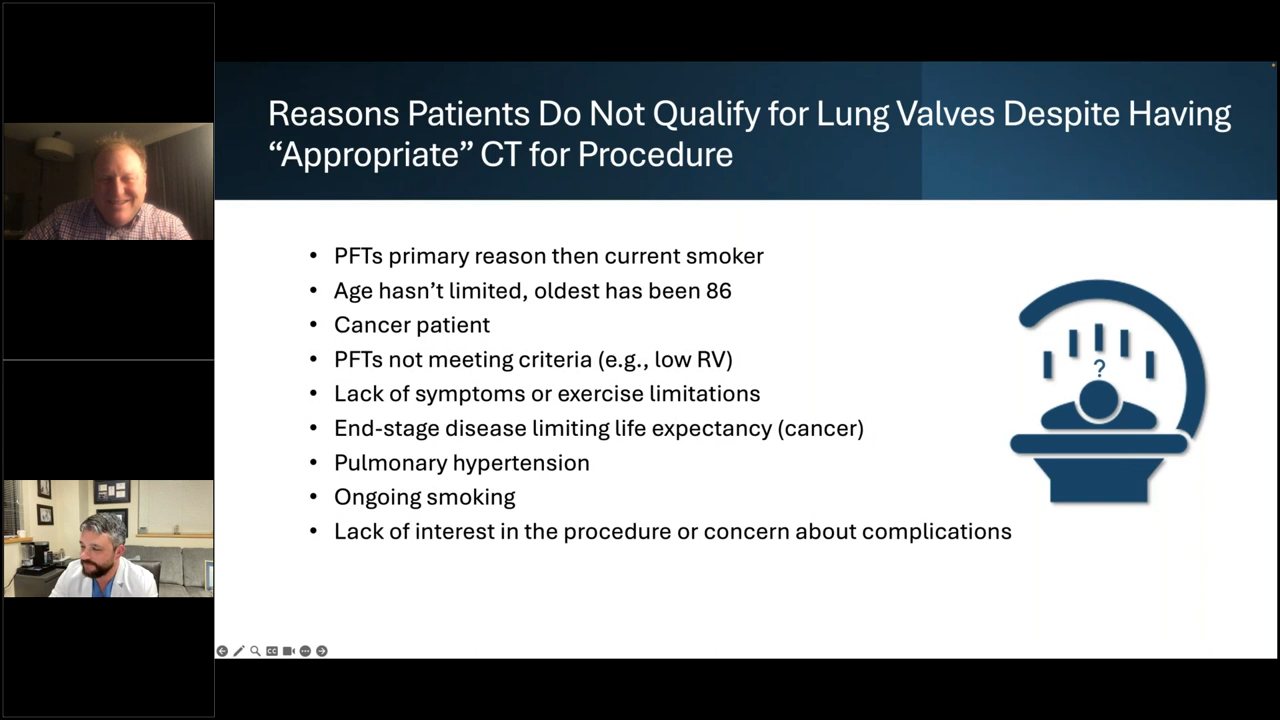 Reasons Patients Do Not Qualify for Lung Valves Despite Having
“Appropriate” CT for Procedure
• PFTs primary reason then current smoker
• Age hasn’t limited, oldest has been 86
• Cancer patient
• PFTs not meeting criteria (e.g., low RV)
• Lack of symptoms or exercise limitations
• End-stage disease limiting life expectancy (cancer)
• Pulmonary hypertension
• Ongoing smoking
• Lack of interest in the procedure or concern about complications
?
CC